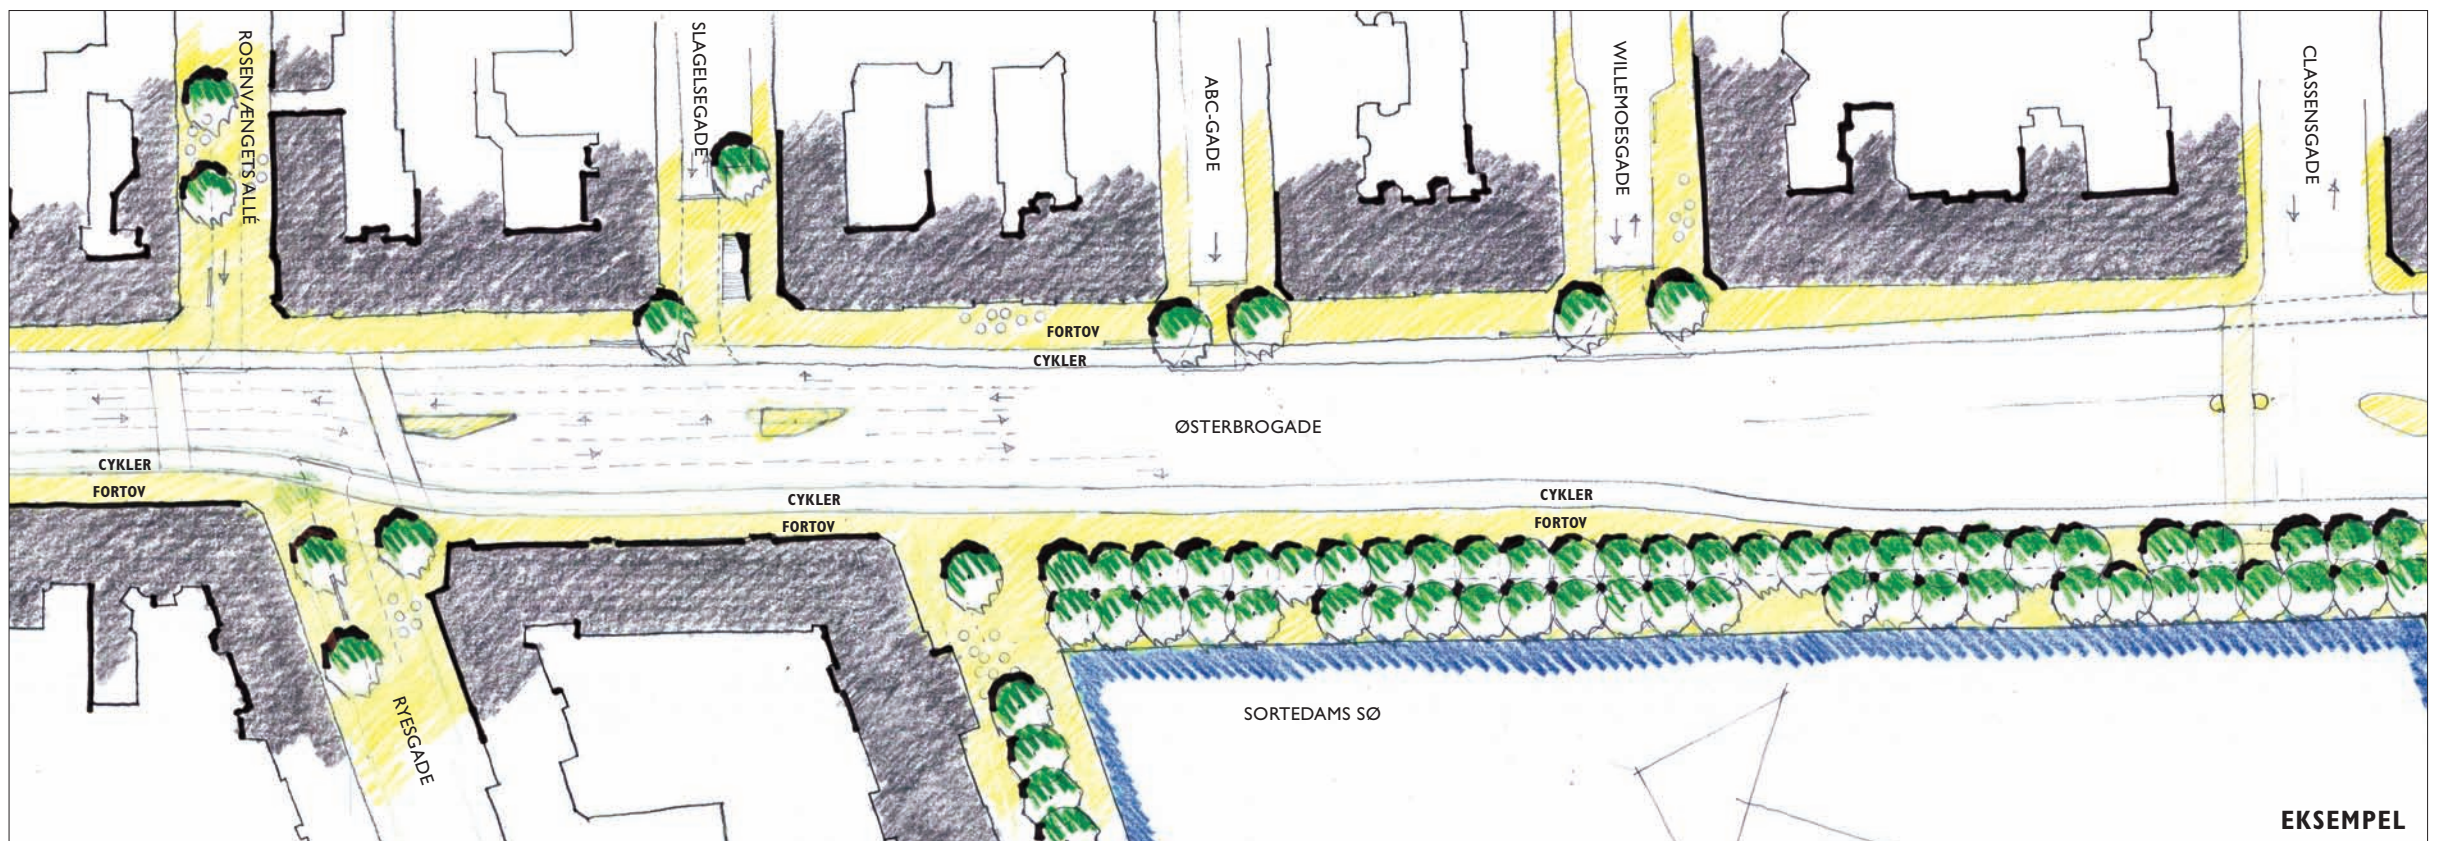 ROSENVÆNGETS ALLÉ
SLAGELSEGADE
ABC-GADE
WILLEMOESGADE
CLASSENSGADE
FORTOV
CYKLER
ØSTERBROGADE
CYKLER
FORTOV
CYKLER
FORTOV
CYKLER
FORTOV
RYESGADE
SORTEDAMS SØ
EKSEMPEL